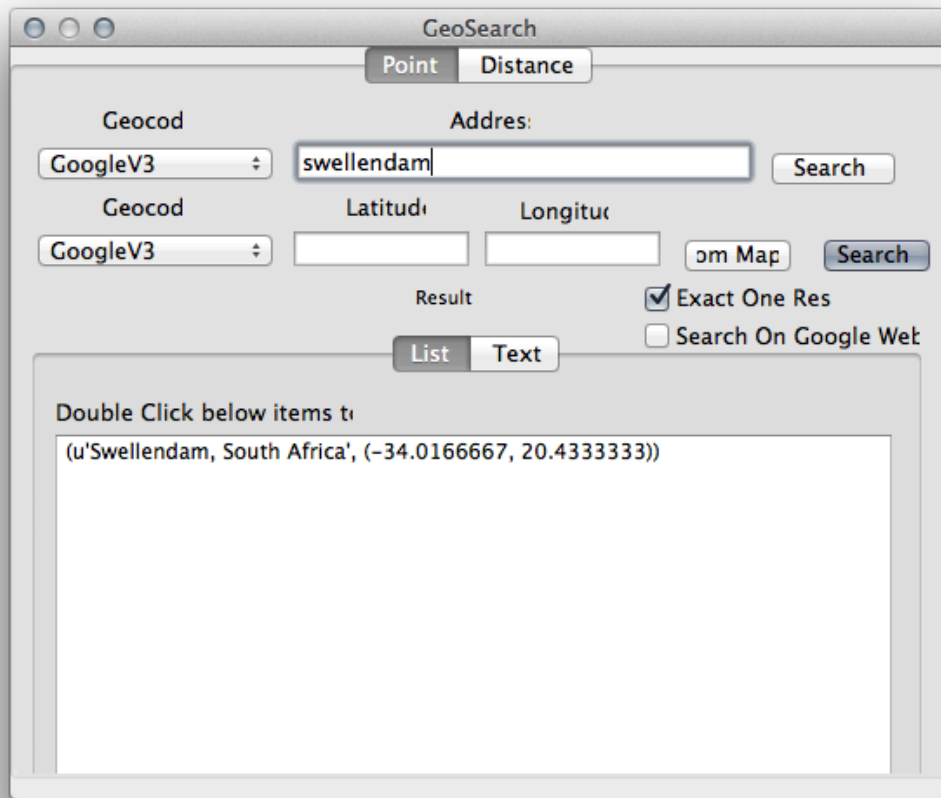 GeoSearch
Point Distance
Geocod Addres
GoogleV3 swellendam Search
Geocod Latitud Longitu
GoogleV3 om Map Search
Result Exact One Res
Search On Google Web
List Text
Double Click below items t
(u'Swellendam, South Africa', (-34.0166667, 20.4333333))